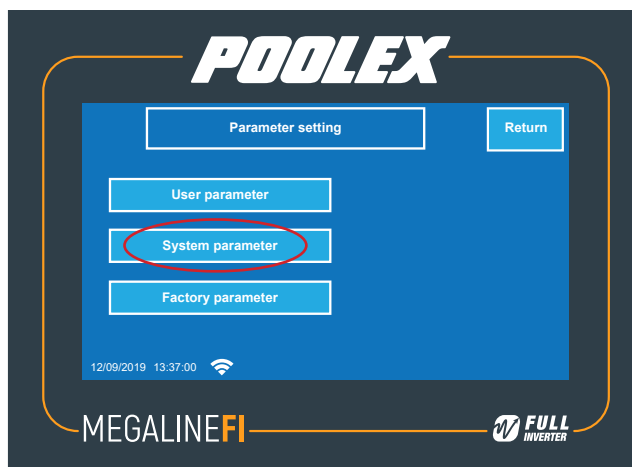 POOLEX
Parameter setting
Return
User parameter
System parameter
Factory parameter
12/09/2019 13:37:00
MEGALINEFI
FULL
INVERTER